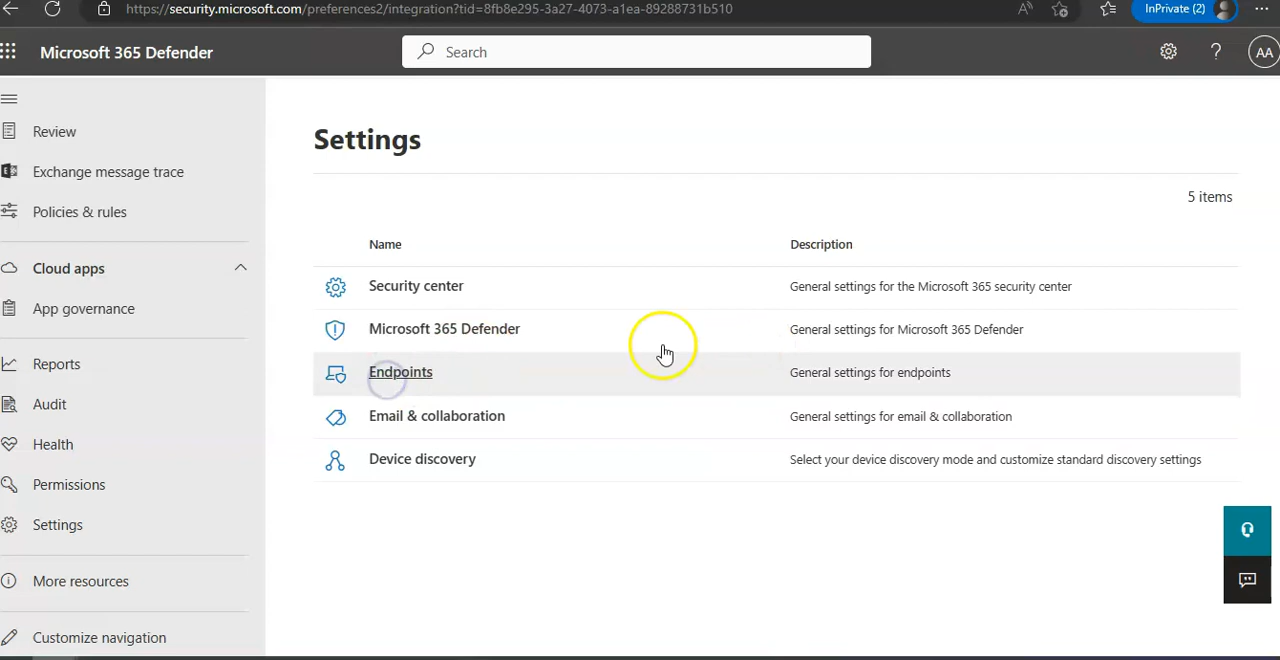 https://security.microsoft.com/preferences2/integration?tid=8fb8e295-3a27-4073-a1ea-89288731b510
InPrivate (2)
Microsoft 365 Defender
Search
?
AA
Review
Exchange message trace
Policies & rules
Cloud apps
App governance
Reports
Audit
Health
Permissions
Settings
More resources
Customize navigation
Settings
5 items
Name Description
Security center General settings for the Microsoft 365 security center
Microsoft 365 Defender General settings for Microsoft 365 Defender
Endpoints General settings for endpoints
Email & collaboration General settings for email & collaboration
Device discovery Select your device discovery mode and customize standard discovery settings